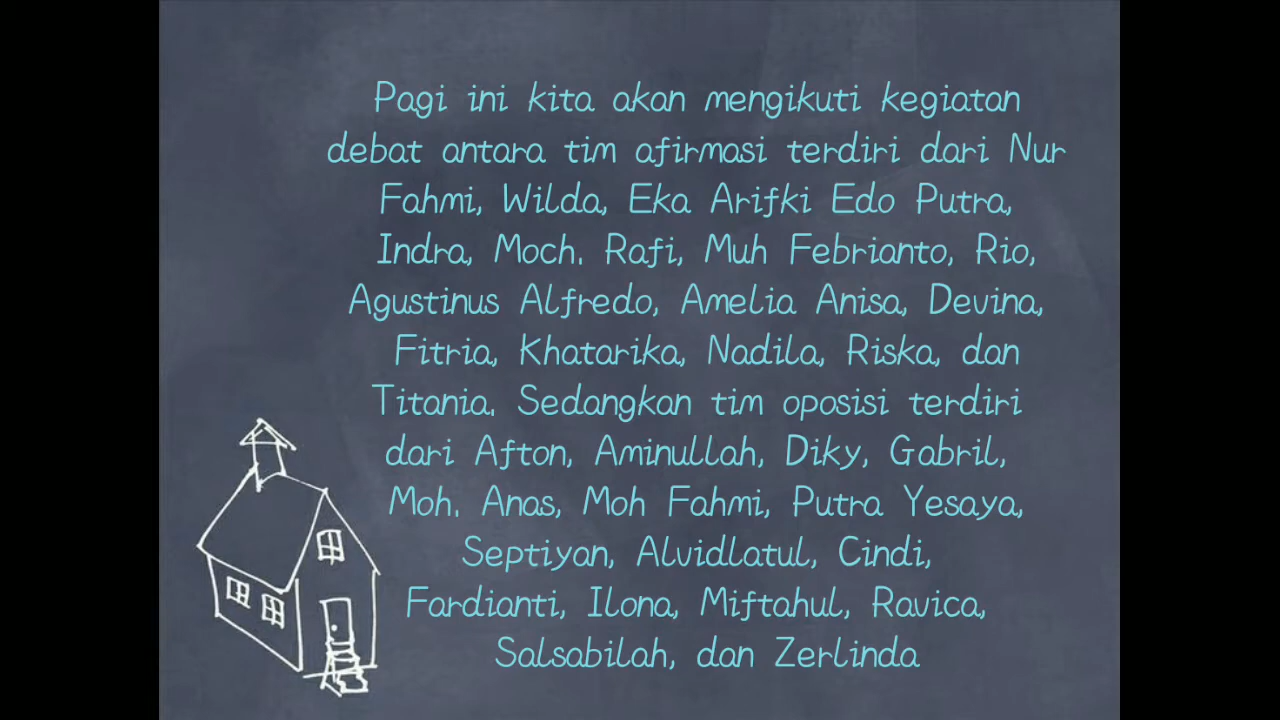 Pagi ini kita akan mengikuti kegiatan
debat antara tim afirmasi terdiri dari Nur
Fahmi, Wilda, Eka Arifki Edo Putra,
Indra, Moch. Rafi, Muh Febrianto, Rio,
Agustinus Alfredo, Amelia Anisa, Devina,
Fitria, Khatarika, Nadila, Riska, dan
Titania. Sedangkan tim oposisi terdiri
dari Afton, Aminullah, Diky, Gabril,
Moh. Anas, Moh Fahmi, Putra Yesaya,
Septiyan, Alvidlatul, Cindi,
Fardianti, Ilona, Miftahul, Ravica,
Salsabilah, dan Zerlinda